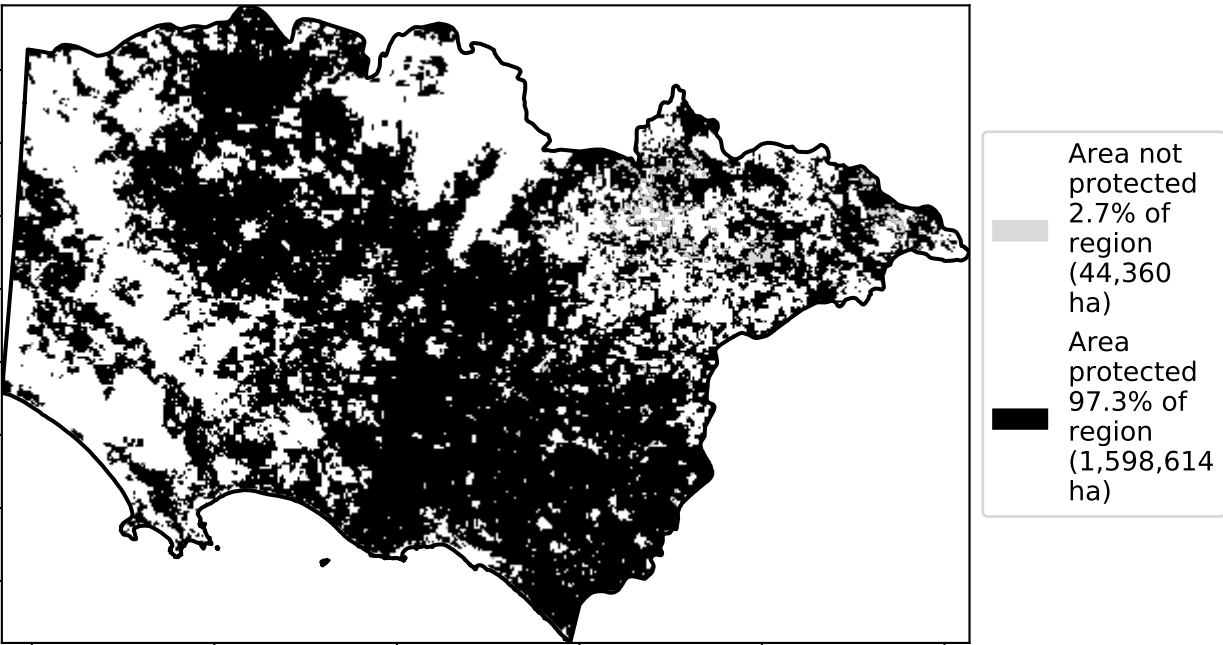 Area not
protected
2.7% of
region
(44,360
ha)
Area
protected
97.3% of
region
(1,598,614
ha)